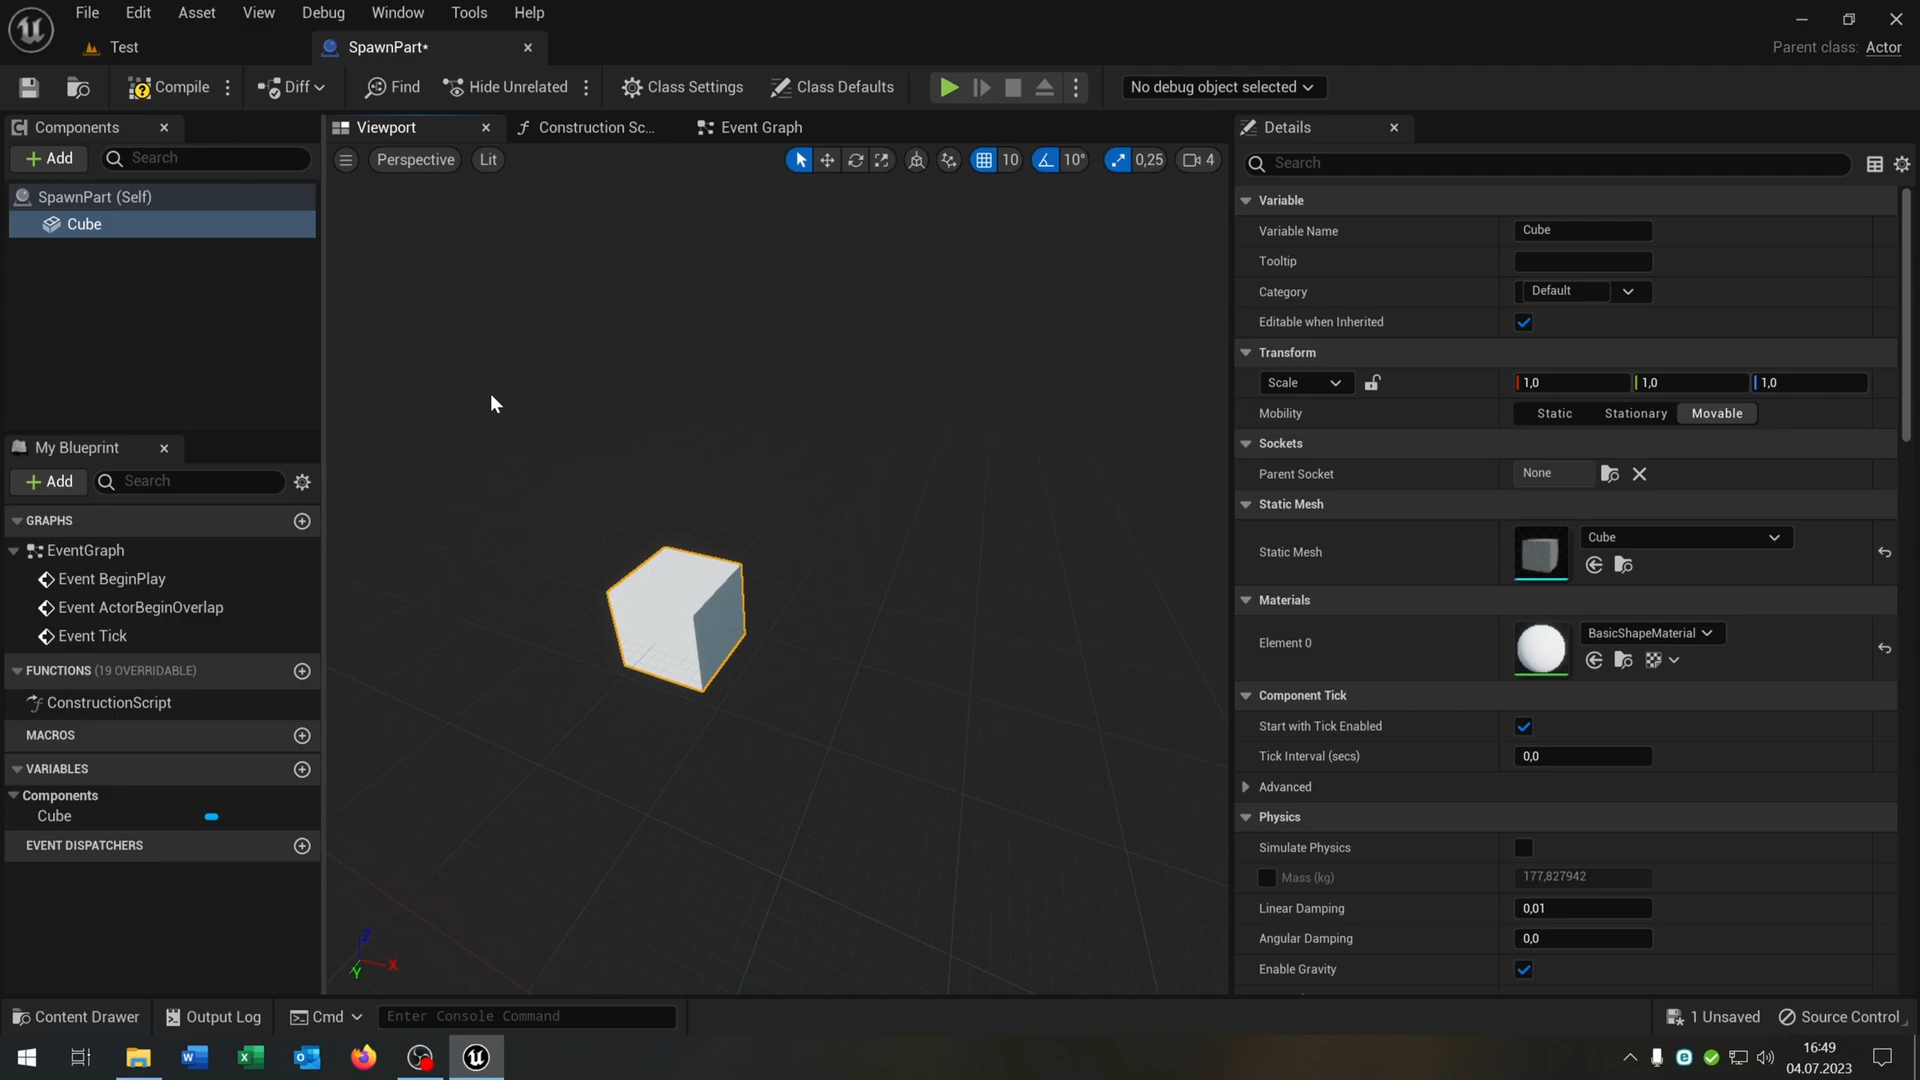 File Edit Asset View Debug Window Tools Help
Test
SpawnPart*
Parent class: Actor
Compile
Diff
Find
Hide Unrelated
Class Settings
Class Defaults
No debug object selected
Components
Add
Search
SpawnPart (Self)
Cube
My Blueprint
Add
Search
GRAPHS
EventGraph
Event BeginPlay
Event ActorBeginOverlap
Event Tick
FUNCTIONS (19 OVERRIDABLE)
ConstructionScript
MACROS
VARIABLES
Components
Cube
EVENT DISPATCHERS
Viewport
Construction Sc...
Event Graph
Perspective
Lit
10
10°
0,25
4
Z
X
Y
Details
Search
Variable
Variable Name Cube
Tooltip
Category Default
Editable when Inherited
Transform
Scale 1,0 1,0 1,0
Mobility Static Stationary Movable
Sockets
Parent Socket None
Static Mesh
Static Mesh Cube
Materials
Element 0 BasicShapeMaterial
Component Tick
Start with Tick Enabled
Tick Interval (secs) 0,0
Advanced
Physics
Simulate Physics
Mass (kg) 177,827942
Linear Damping 0,01
Angular Damping 0,0
Enable Gravity
Content Drawer
Output Log
Cmd
Enter Console Command
1 Unsaved
Source Control
16:49
04.07.2023